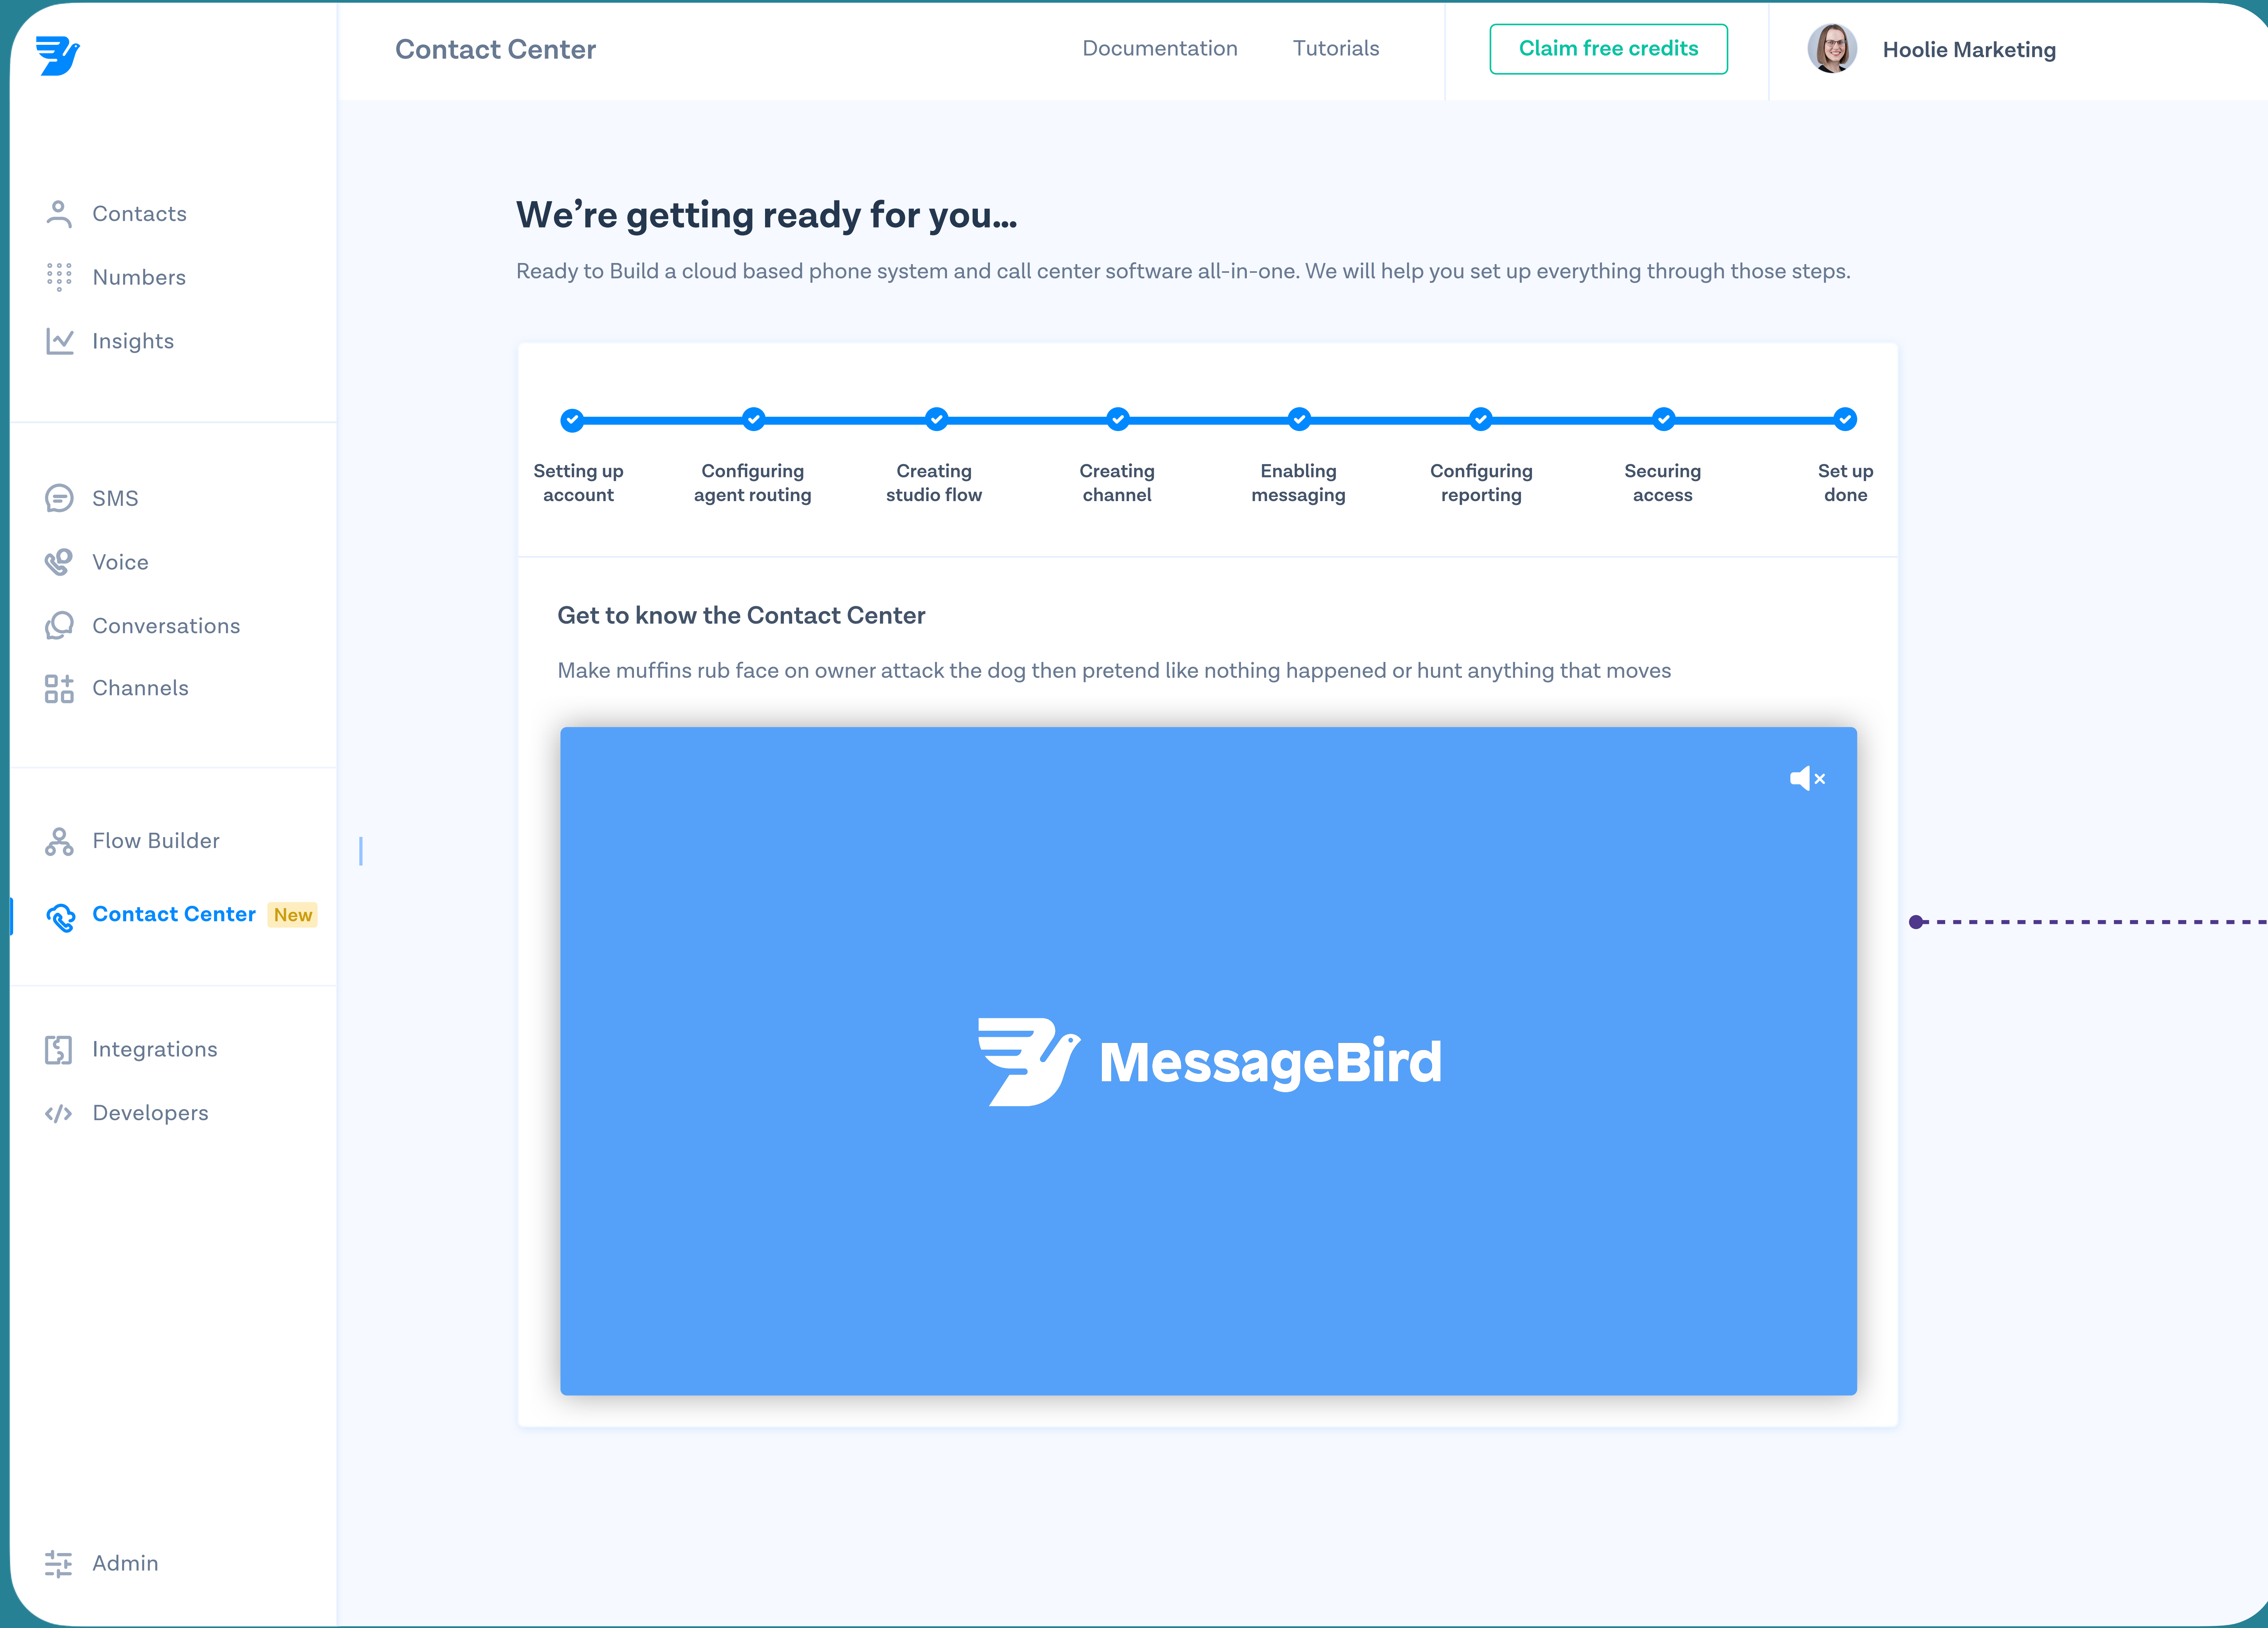 Contact Center
Documentation
Tutorials
Claim free credits
Hoolie Marketing
Contacts
Numbers
Insights
SMS
Voice
Conversations
Channels
Flow Builder
Contact Center New
Integrations
Developers
Admin
We’re getting ready for you...
Ready to Build a cloud based phone system and call center software all-in-one. We will help you set up everything through those steps.
Setting up
account
Configuring
agent routing
Creating
studio flow
Creating
channel
Enabling
messaging
Configuring
reporting
Securing
access
Set up
done
Get to know the Contact Center
Make muffins rub face on owner attack the dog then pretend like nothing happened or hunt anything that moves
MessageBird